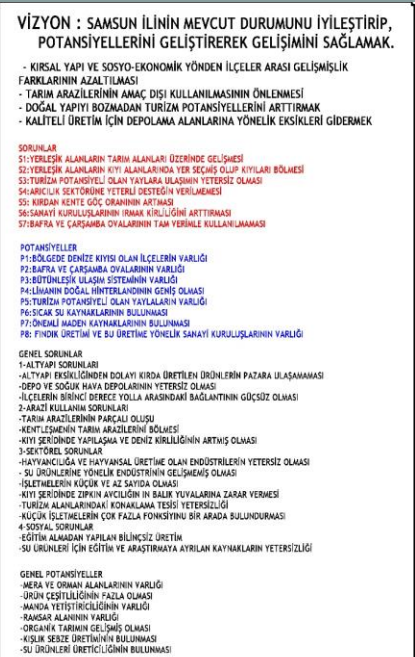 VİZYON : SAMSUN İLİNİN MEVCUT DURUMUNU İYİLEŞTİRİP,
POTANSİYELLERİNİ GELİŞTİREREK GELİŞİMİNİ SAĞLAMAK.
- KIRSAL YAPI VE SOSYO-EKONOMİK YÖNDEN İLÇELER ARASI GELİŞMİŞLİK
FARKLARININ AZALTILMASI
- TARIM ARAZİLERİNİN AMAÇ DIŞI KULLANILMASININ ÖNLENMESİ
- DOĞAL YAPIYI BOZMADAN TURİZM POTANSİYELLERİNİ ARTTIRMAK
- KALİTELİ ÜRETİM İÇİN DEPOLAMA ALANLARINA YÖNELİK EKSİKLERİ GİDERMEK
SORUNLAR
S1:YERLEŞİK ALANLARIN TARIM ALANLARI ÜZERİNDE GELİŞMESİ
S2:YERLEŞİK ALANLARIN KIYI ALANLARINDA YER SEÇMİŞ OLUP KIYILARI BÖLMESİ
S3:TURİZM POTANSİYELİ OLAN YAYLARA ULAŞIMIN YETERSİZ OLMASI
S4:ARICILIK SEKTÖRÜNE YETERLİ DESTEĞİN VERİLMEMESİ
S5: KIRDAN KENTE GÖÇ ORANININ ARTMASI
S6:SANAYİ KURULUŞLARININ IRMAK KİRLİLİĞİNİ ARTTIRMASI
S7:BAFRA VE ÇARŞAMBA OVALARININ TAM VERİMLE KULLANILMAMASI
POTANSİYELLER
P1:BÖLGEDE DENİZE KIYISI OLAN İLÇELERİN VARLIĞI
P2:BAFRA VE ÇARŞAMBA OVALARININ VARLIĞI
P3:BÜTÜNLEŞİK ULAŞIM SİSTEMİNİN VARLIĞI
P4:LİMANIN DOĞAL HİNTERLANDININ GENİŞ OLMASI
P5:TURİZM POTANSİYELİ OLAN YAYLALARIN VARLIĞI
P6:SICAK SU KAYNAKLARININ BULUNMASI
P7:ÖNEMLİ MADEN KAYNAKLARININ BULUNMASI
P8: FINDIK ÜRETİMİ VE BU ÜRETİME YÖNELİK SANAYİ KURULUŞLARININ VARLIĞI
GENEL SORUNLAR
1-ALTYAPI SORUNLARI
-ALTYAPI EKSİKLİĞİNDEN DOLAYI KIRDA ÜRETİLEN ÜRÜNLERİN PAZARA ULAŞAMAMASI
-DEPO VE SOĞUK HAVA DEPOLARININ YETERSİZ OLMASI
-İLÇELERİN BİRİNCİ DERECE YOLLA ARASINDAKİ BAĞLANTININ GÜÇSÜZ OLMASI
2-ARAZİ KULLANIM SORUNLARI
-TARIM ARAZİLERİNİN PARÇALI OLUŞU
-KENTLEŞMENİN TARIM ARAZİLERİNİ BÖLMESİ
-KIYI ŞERİDİNDE YAPILAŞMA VE DENİZ KİRLİLİĞİNİN ARTMIŞ OLMASI
3-SEKTÖREL SORUNLAR
-HAYVANCILIĞA VE HAYVANSAL ÜRETİME OLAN ENDÜSTRİLERİN YETERSİZ OLMASI
- SU ÜRÜNLERİNE YÖNELİK ENDÜSTRİNİN GELİŞMEMİŞ OLMASI
-İŞLETMELERİN KÜÇÜK VE AZ SAYIDA OLMASI
-KIYI ŞERİDİNDE ZIPKIN AVCILIĞIN IN BALIK YUVALARINA ZARAR VERMESİ
-TURİZM ALANLARINDAKİ KONAKLAMA TESİSİ YETERSİZLİĞİ
-KÜÇÜK İŞLETMELERİN ÇOK FAZLA FONKSİYINU BİR ARADA BULUNDURMASI
4-SOSYAL SORUNLAR
-EĞİTİM ALMADAN YAPILAN BİLİNÇSİZ ÜRETİM
-SU ÜRÜNLERİ İÇİN EĞİTİM VE ARAŞTIRMAYA AYRILAN KAYNAKLARIN YETERSİZLİĞİ
GENEL POTANSİYELLER
-MERA VE ORMAN ALANLARININ VARLIĞI
-ÜRÜN ÇEŞİTLİLİĞİNİN FAZLA OLMASI
-MANDA YETİŞTİRİCİLİĞİNİN VARLIĞI
-RAMSAR ALANININ VARLIĞI
-ORGANİK TARIMIN GELİŞMİŞ OLMASI
-KIŞLIK SEBZE ÜRETİMİNİN BULUNMASI
-SU ÜRÜNLERİ ÜRETİCİLİĞİNİN BULUNMASI